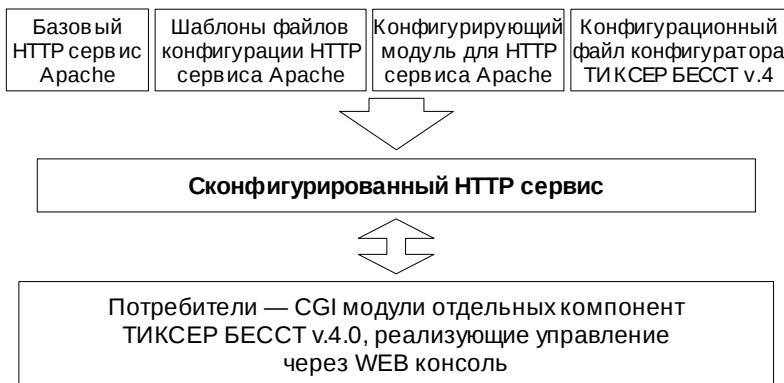 Базовый
HTTP сервис
Apache
Шаблоны файлов
конфигурации HTTP
сервиса Apache
Конфигурирующий
модуль для HTTP
сервиса Apache
Конфигурационный
файл конфигуратора
ТИКСЕР БЕССТ v.4
Сконфигурированный HTTP сервис
Потребители — CGI модули отдельных компонент
ТИКСЕР БЕССТ v.4.0, реализующие управление
через WEB консоль